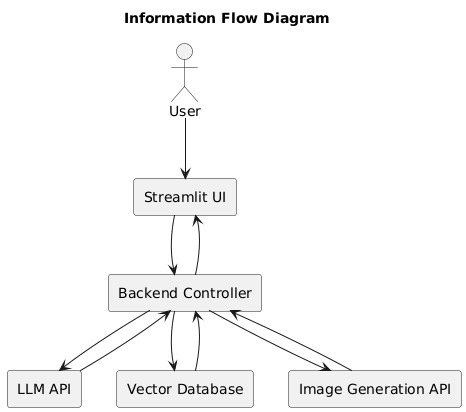 Information Flow Diagram
User
Streamlit UI
Backend Controller
LLM API
Vector Database
Image Generation API